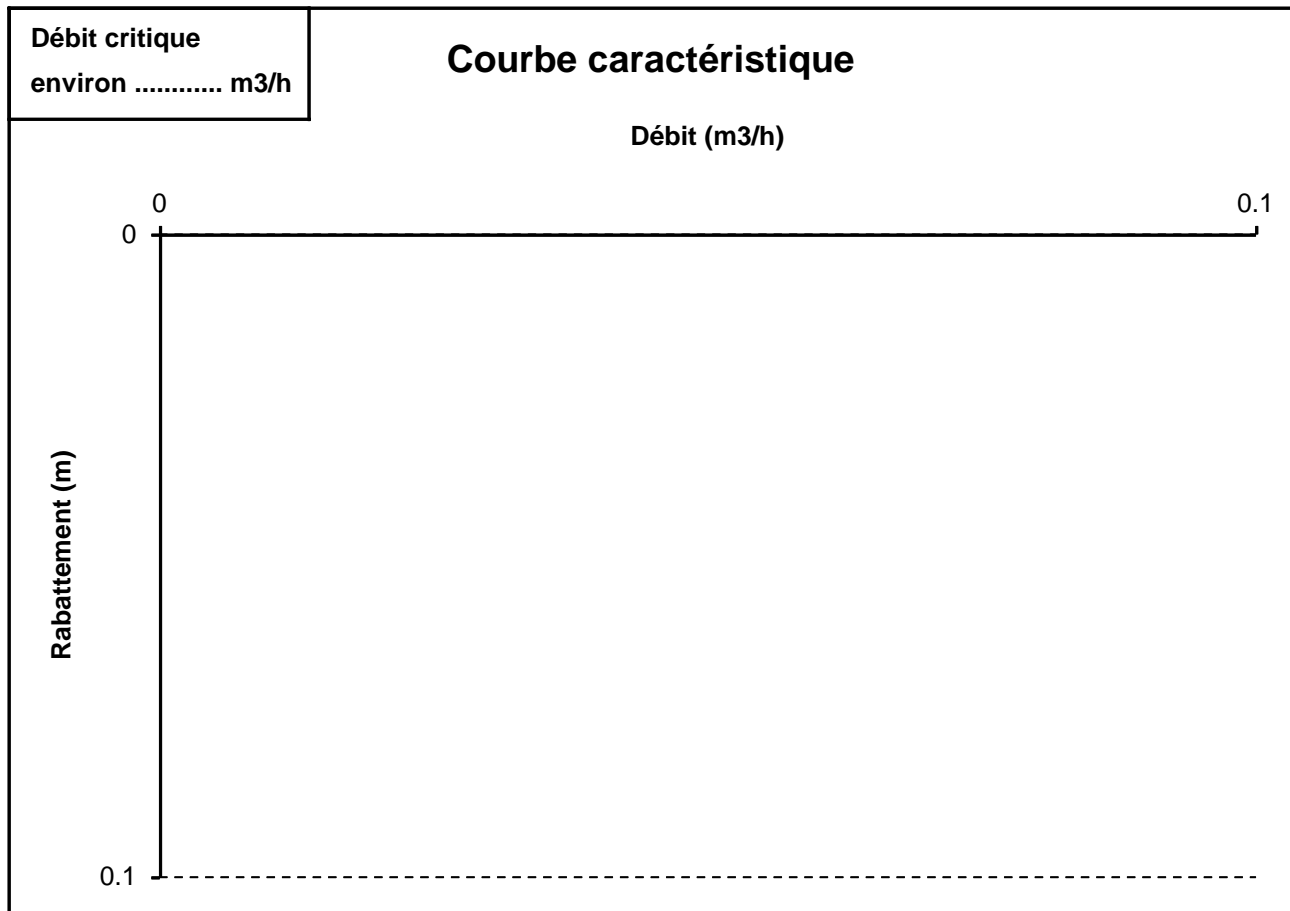 Débit critique
environ ............ m3/h
Courbe caractéristique
Débit (m3/h)
0
0.1
0
Rabattement (m)
0.1